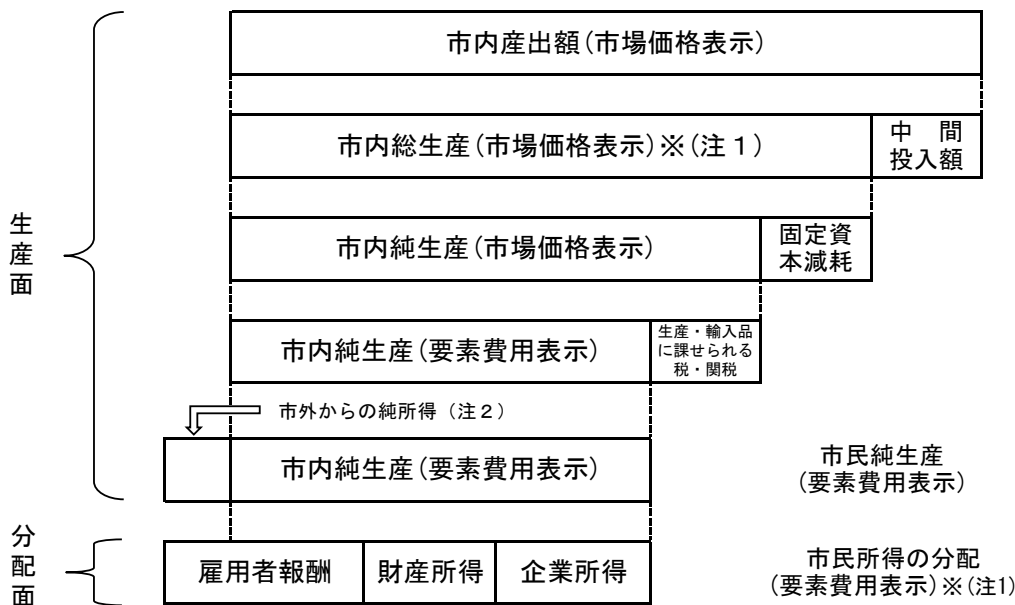 市内産出額(市場価格表示)
市内総生産(市場価格表示)※(注1)
中　間
投入額
市内純生産(市場価格表示)
固定資
本減耗
生産面
市内純生産(要素費用表示)
生産・輸入品
に課せられる
税・関税
市外からの純所得（注２）
市内純生産(要素費用表示)
市民純生産
(要素費用表示)
分配面
雇用者報酬
財産所得
企業所得
市民所得の分配
(要素費用表示)※(注1)